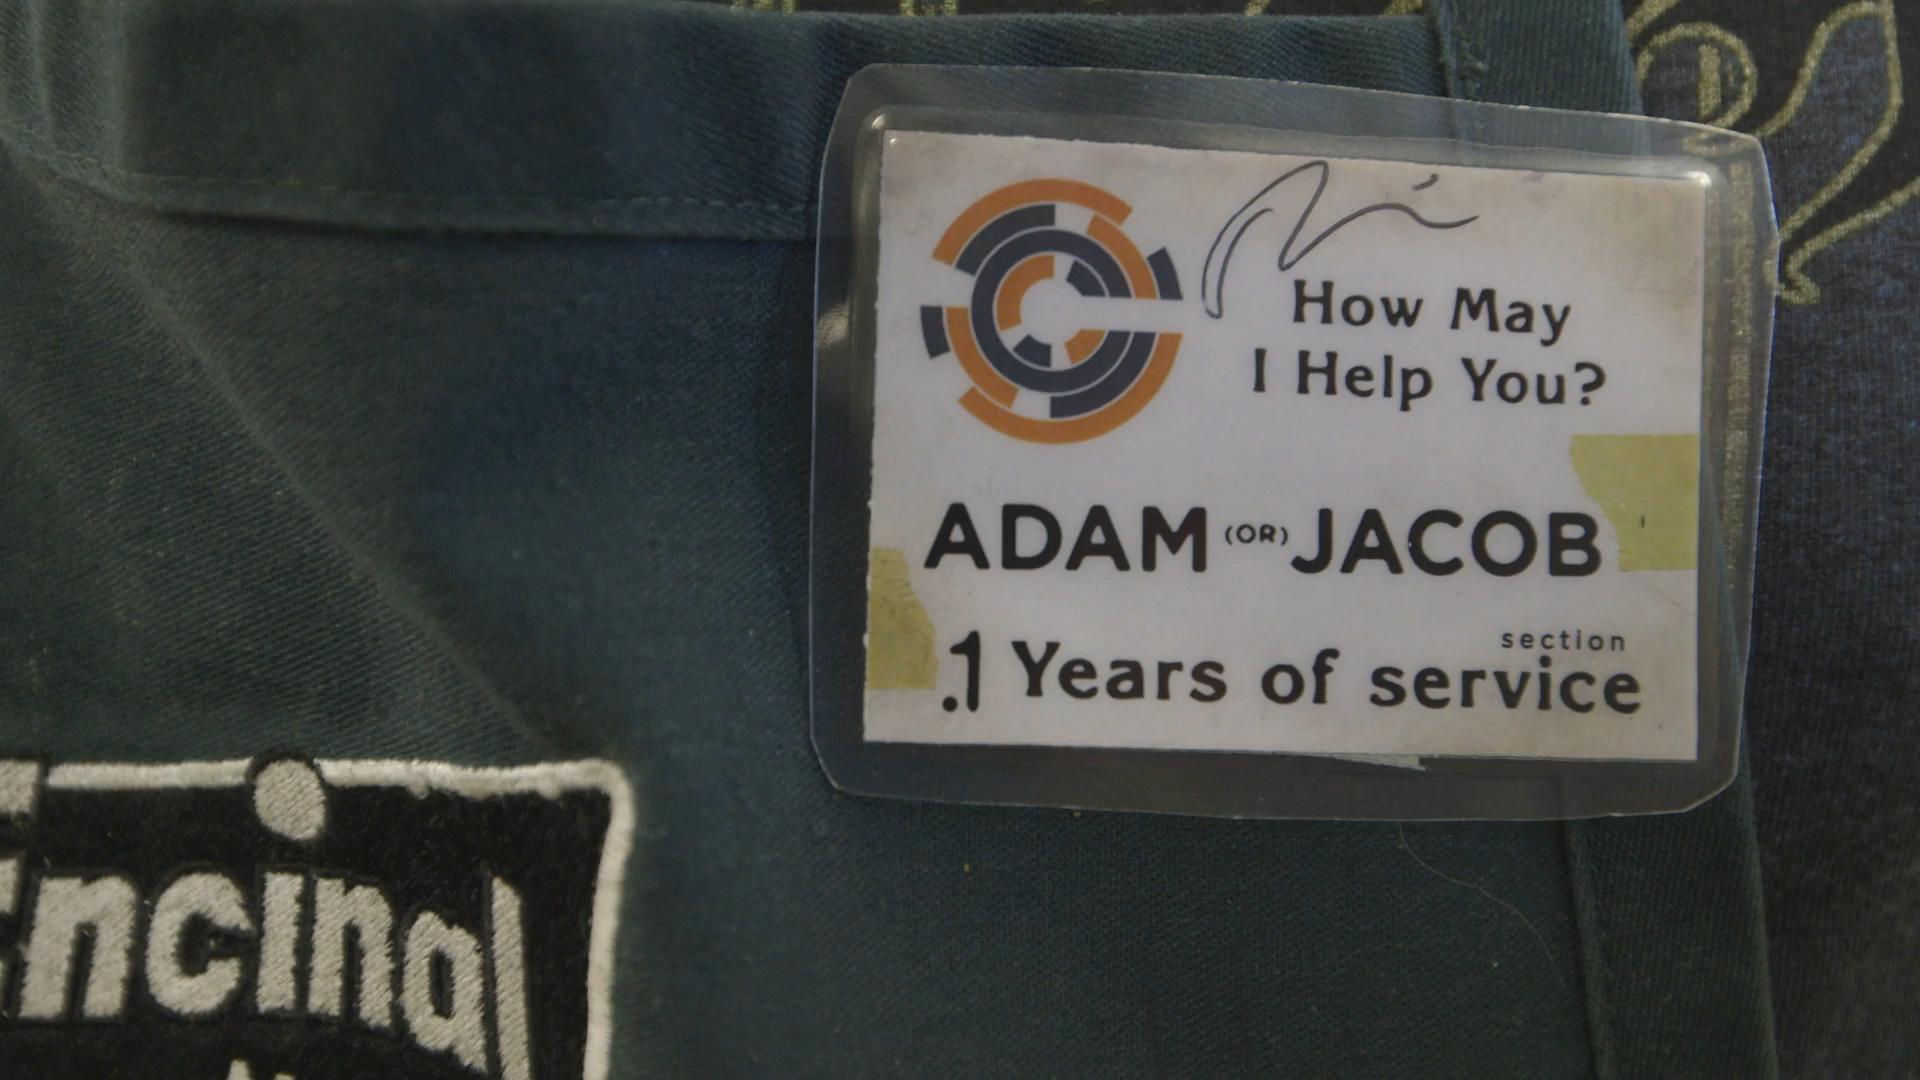 How May
I Help You?
ADAM (OR) JACOB
section
.1 Years of service
encinal